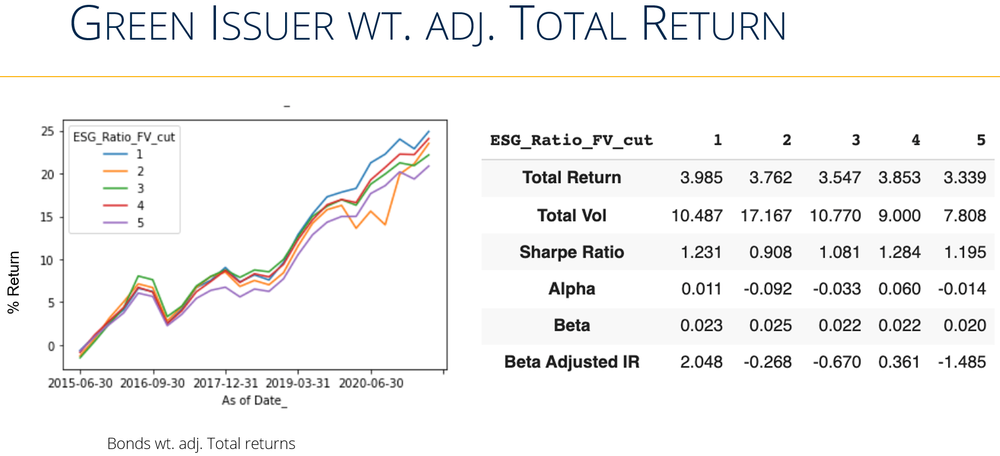 GREEN ISSUER WT. ADJ. TOTAL RETURN
_
25
20
15
10
5
0
% Return
ESG_Ratio_FV_cut
1
2
3
4
5
2015-06-30 2016-09-30 2017-12-31 2019-03-31 2020-06-30
As of Date_
ESG_Ratio_FV_cut 1 2 3 4 5
Total Return 3.985 3.762 3.547 3.853 3.339
Total Vol 10.487 17.167 10.770 9.000 7.808
Sharpe Ratio 1.231 0.908 1.081 1.284 1.195
Alpha 0.011 -0.092 -0.033 0.060 -0.014
Beta 0.023 0.025 0.022 0.022 0.020
Beta Adjusted IR 2.048 -0.268 -0.670 0.361 -1.485
Bonds wt. adj. Total returns